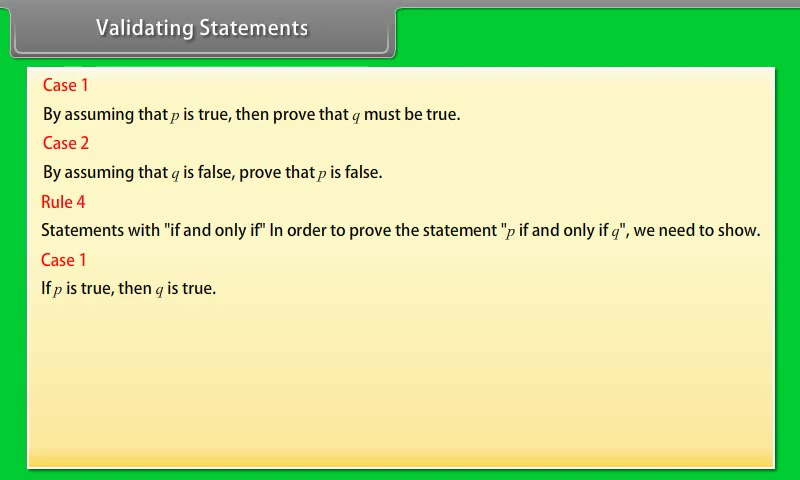 Validating Statements
Case 1
By assuming that p is true, then prove that q must be true.
Case 2
By assuming that q is false, prove that p is false.
Rule 4
Statements with "if and only if" In order to prove the statement "p if and only if q", we need to show.
Case 1
If p is true, then q is true.